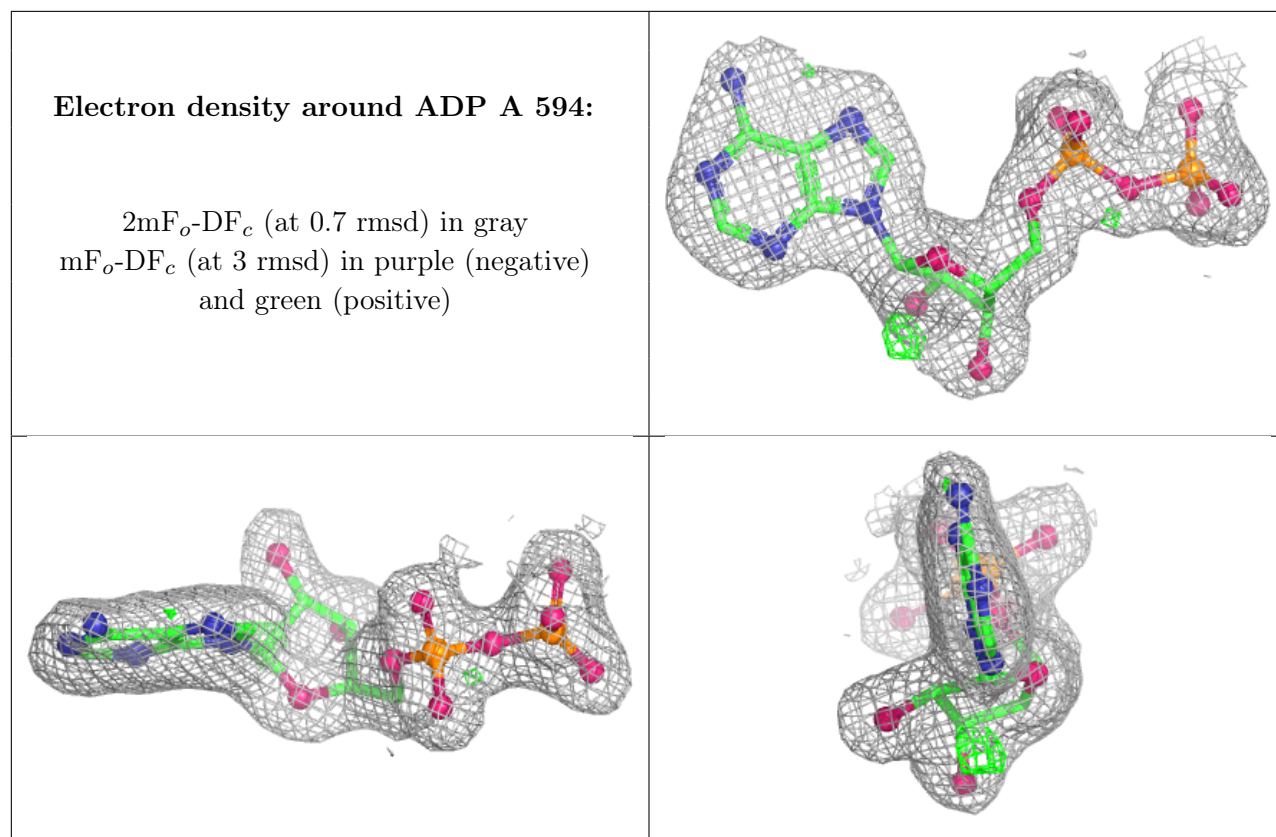 Electron density around ADP A 594:
2mFₒ-DF𝒸 (at 0.7 rmsd) in gray
mFₒ-DF𝒸 (at 3 rmsd) in purple (negative)
and green (positive)